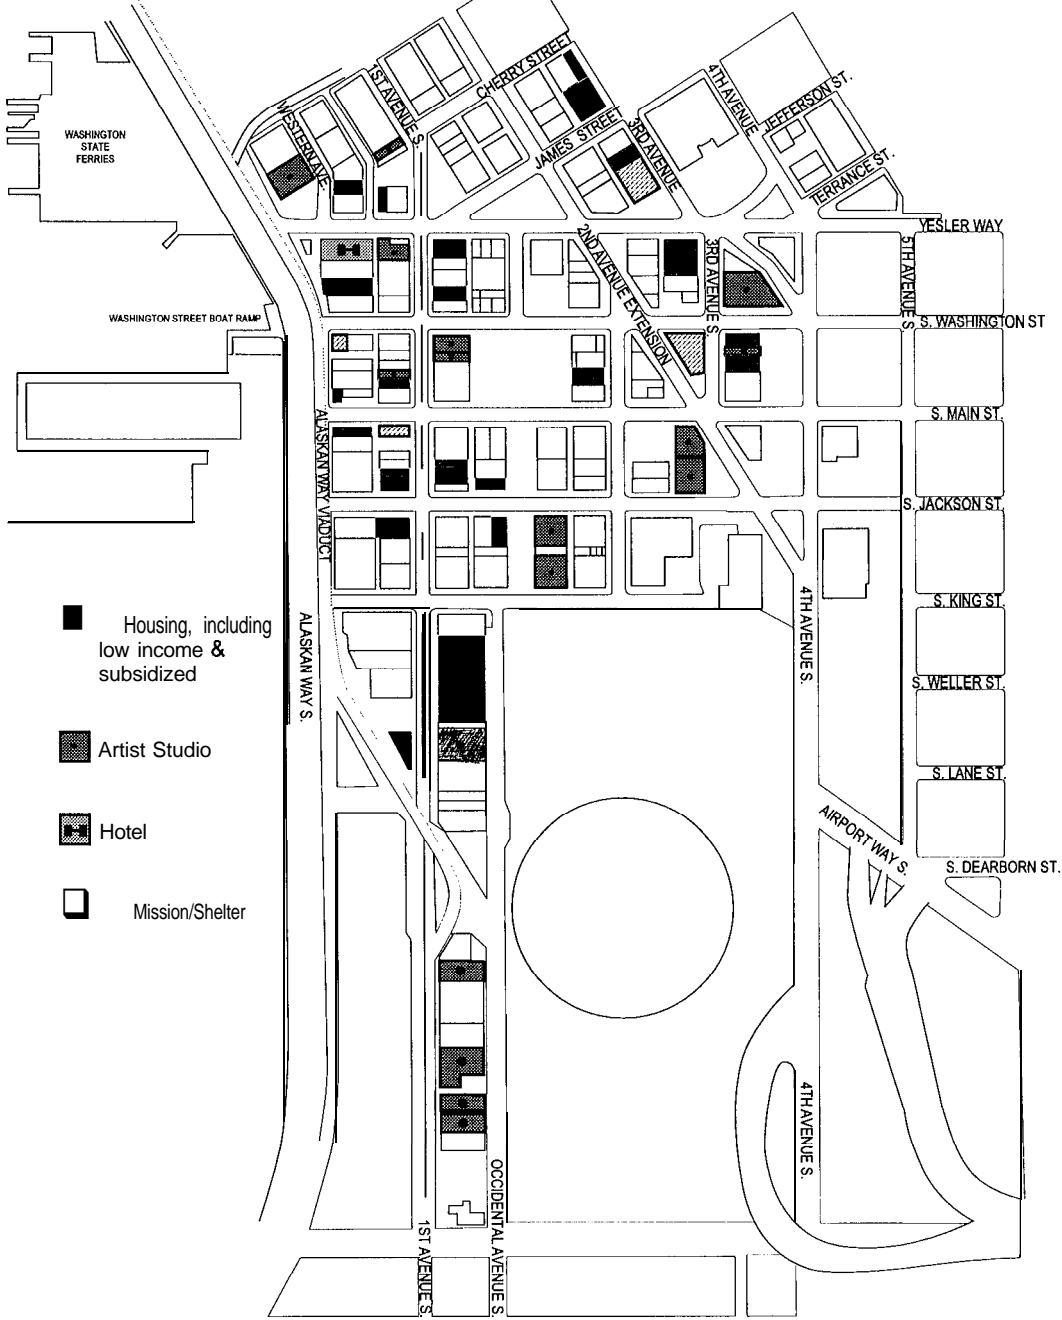 WASHINGTON
STATE
FERRIES
WESTERN AVE.
1ST AVENUE S.
CHERRY STREET
JAMES STREET
3RD AVENUE
4TH AVENUE
JEFFERSON ST.
TERRANCE ST.
YESLER WAY
2ND AVENUE EXTENSION
3RD AVENUE S.
5TH AVENUE S.
WASHINGTON STREET BOAT RAMP
S. WASHINGTON ST
S. MAIN ST.
ALASKAN WAY VIADUCT
S. JACKSON ST.
4TH AVENUE S.
S. KING ST.
ALASKAN WAY S.
S. WELLER ST.
S. LANE ST.
AIRPORT WAY S.
S. DEARBORN ST.
Housing, including
low income &
subsidized
Artist Studio
H Hotel
Mission/Shelter
4TH AVENUE S.
1ST AVENUE S.
OCCIDENTAL AVENUE S.